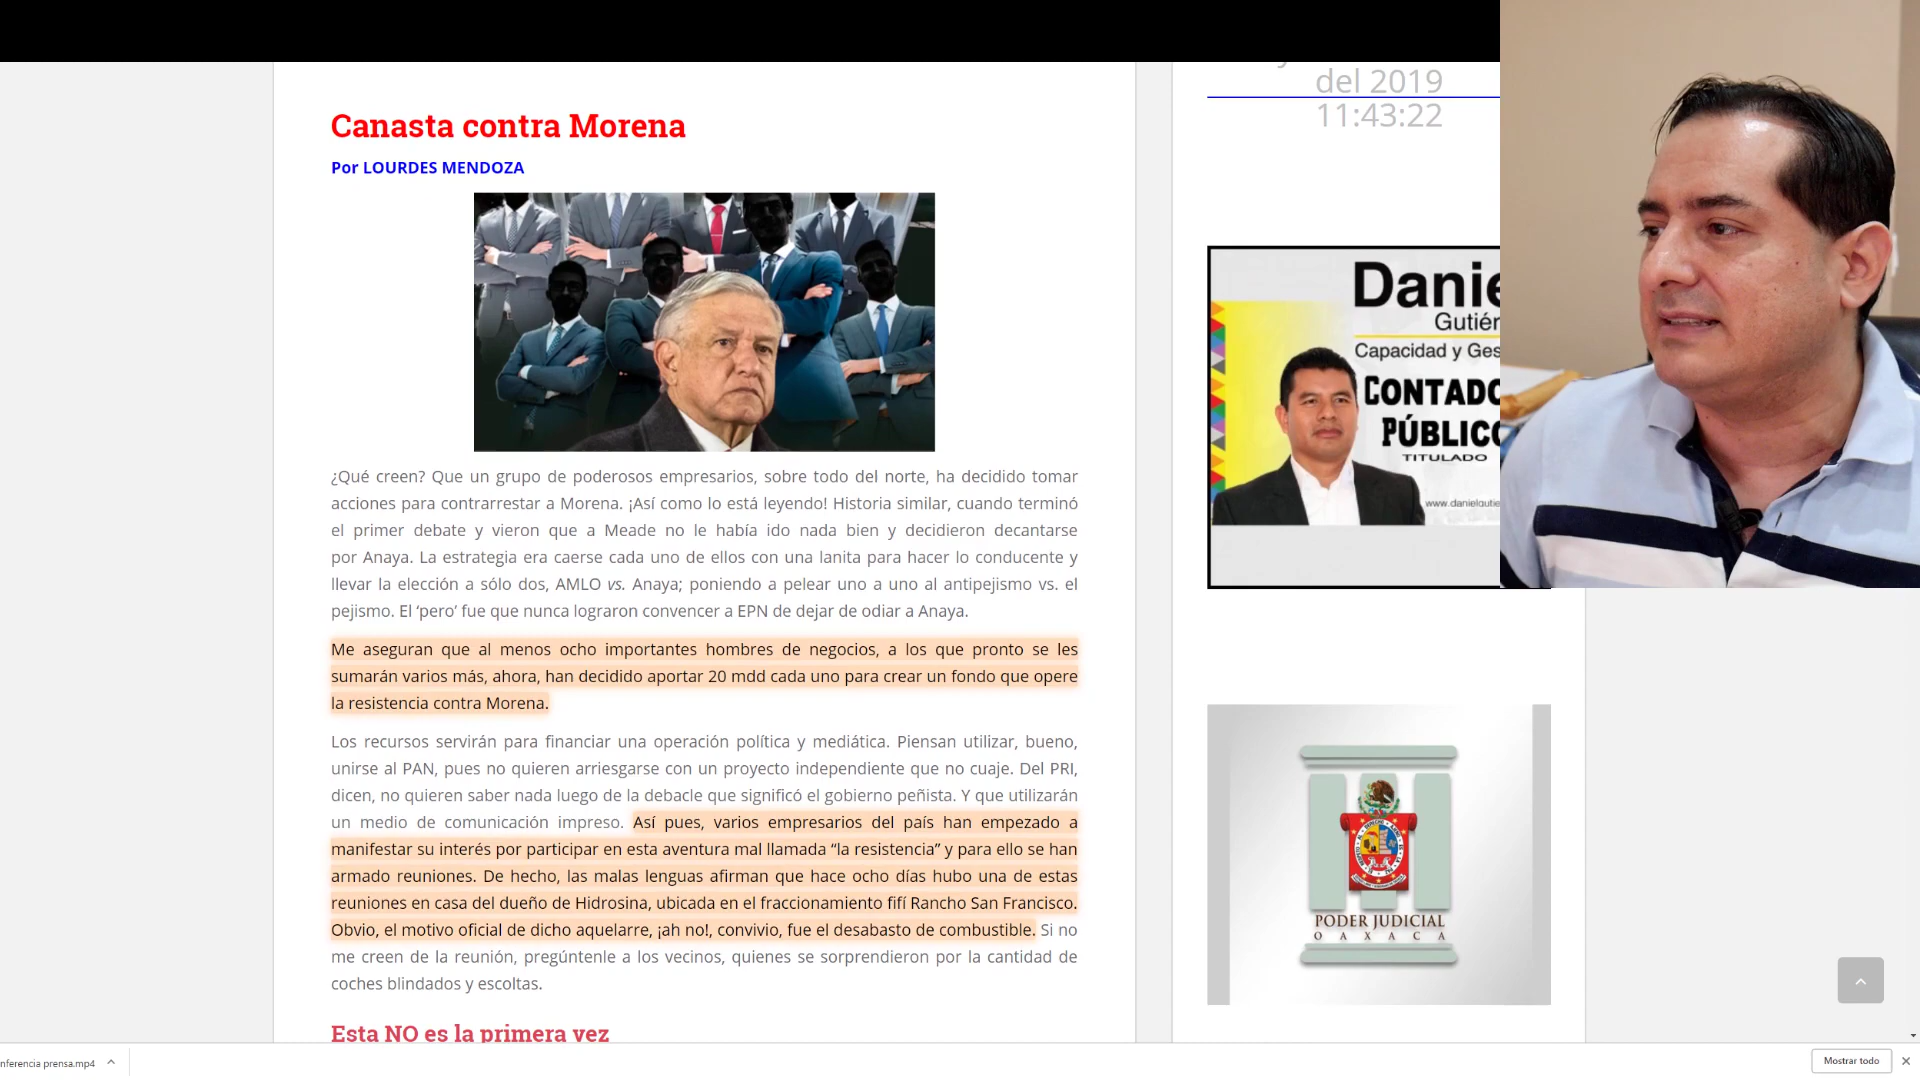 del 2019
11:43:22
Canasta contra Morena
Por LOURDES MENDOZA
¿Qué creen? Que un grupo de poderosos empresarios, sobre todo del norte, ha decidido tomar
acciones para contrarrestar a Morena. ¡Así como lo está leyendo! Historia similar, cuando terminó
el primer debate y vieron que a Meade no le había ido nada bien y decidieron decantarse
por Anaya. La estrategia era caerse cada uno de ellos con una lanita para hacer lo conducente y
llevar la elección a sólo dos, AMLO vs. Anaya; poniendo a pelear uno a uno al antipejismo vs. el
pejismo. El ‘pero’ fue que nunca lograron convencer a EPN de dejar de odiar a Anaya.
Me aseguran que al menos ocho importantes hombres de negocios, a los que pronto se les
sumarán varios más, ahora, han decidido aportar 20 mdd cada uno para crear un fondo que opere
la resistencia contra Morena.
Los recursos servirán para financiar una operación política y mediática. Piensan utilizar, bueno,
unirse al PAN, pues no quieren arriesgarse con un proyecto independiente que no cuaje. Del PRI,
dicen, no quieren saber nada luego de la debacle que significó el gobierno peñista. Y que utilizarán
un medio de comunicación impreso. Así pues, varios empresarios del país han empezado a
manifestar su interés por participar en esta aventura mal llamada “la resistencia” y para ello se han
armado reuniones. De hecho, las malas lenguas afirman que hace ocho días hubo una de estas
reuniones en casa del dueño de Hidrosina, ubicada en el fraccionamiento fifí Rancho San Francisco.
Obvio, el motivo oficial de dicho aquelarre, ¡ah no!, convivio, fue el desabasto de combustible. Si no
me creen de la reunión, pregúntenle a los vecinos, quienes se sorprendieron por la cantidad de
coches blindados y escoltas.
Esta NO es la primera vez
Danie
Gutiér
Capacidad y Ges
CONTADO
PÚBLICO
TITULADO
www.danielgutie
PODER JUDICIAL
OAXACA
nferencia prensa.mp4
Mostrar todo